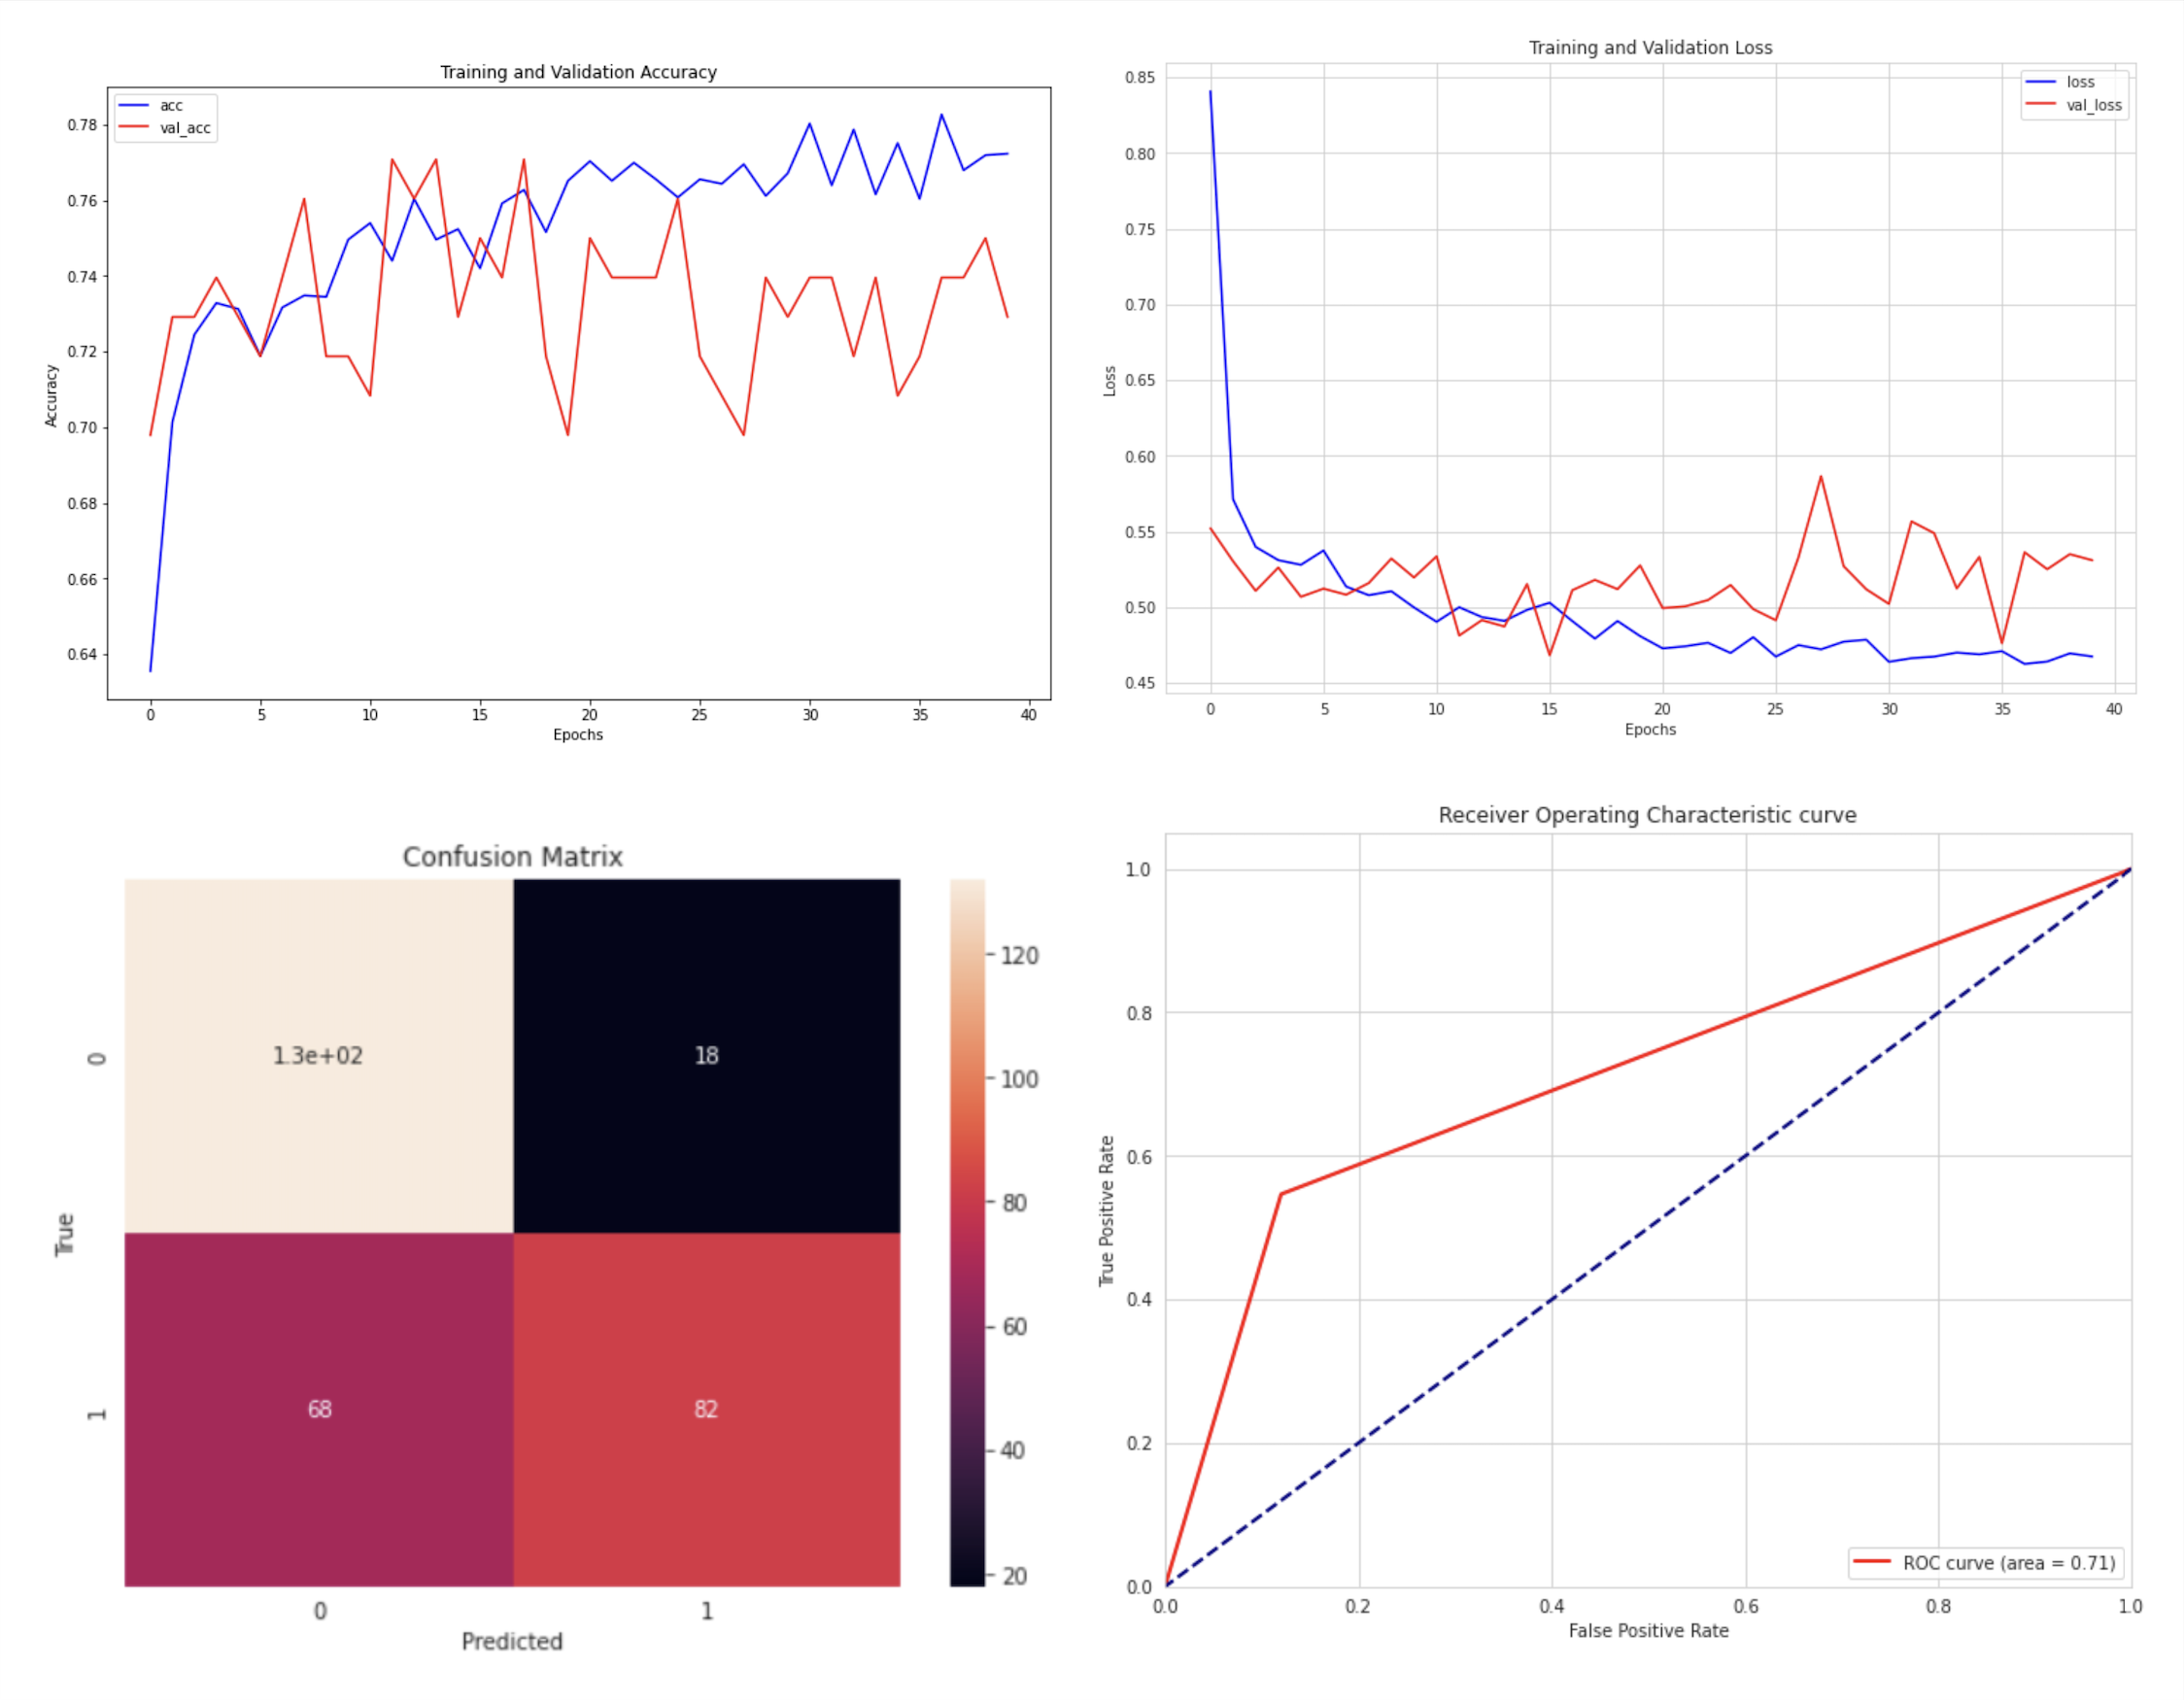 Training and Validation Accuracy
acc
val_acc
0.78
0.76
0.74
0.72
0.70
0.68
0.66
0.64
Accuracy
0 5 10 15 20 25 30 35 40
Epochs
Training and Validation Loss
loss
val_loss
0.85
0.80
0.75
0.70
0.65
0.60
0.55
0.50
0.45
Loss
0 5 10 15 20 25 30 35 40
Epochs
Confusion Matrix
1.3e+02 18
68 82
0
1
True
0 1
Predicted
120
100
80
60
40
20
Receiver Operating Characteristic curve
1.0
0.8
0.6
0.4
0.2
0.0
True Positive Rate
ROC curve (area = 0.71)
0.0 0.2 0.4 0.6 0.8 1.0
False Positive Rate